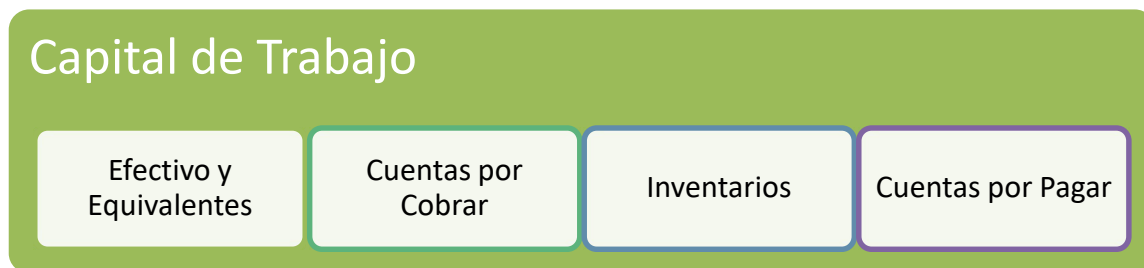 Capital de Trabajo
Efectivo y
Equivalentes
Cuentas por
Cobrar
Inventarios
Cuentas por Pagar